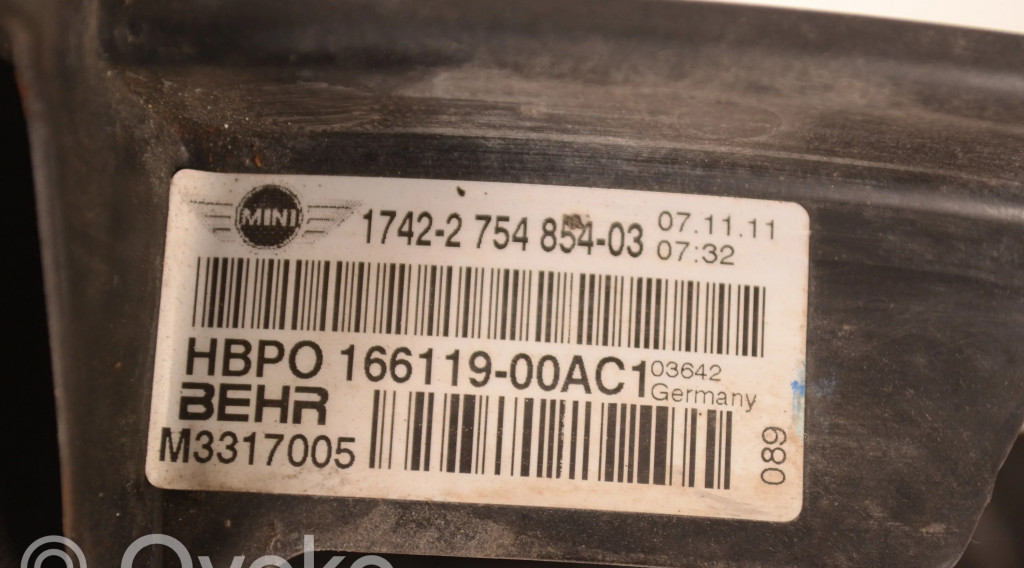 MINI 1742-2 754 854-03 07.11.11
07:32
HBPO 166119-00AC1 03642
Germany
BEHR
M3317005
089
©